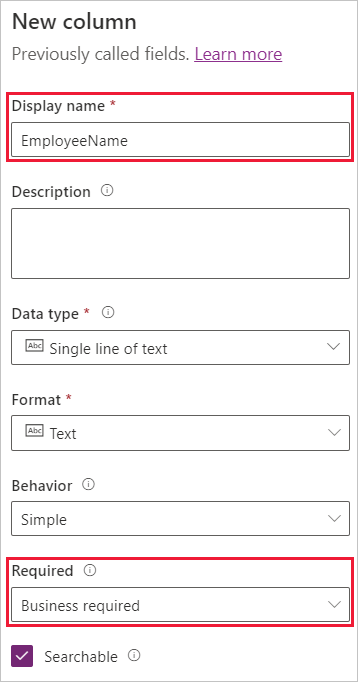 New column
Previously called fields. Learn more
Display name *
EmployeeName
Description
Data type *
Abc Single line of text
Format *
Abc Text
Behavior
Simple
Required
Business required
Searchable